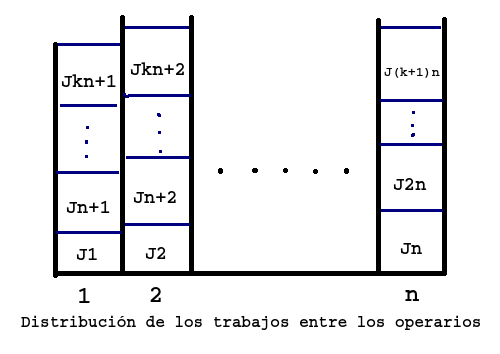 Jkn+1 Jkn+2 J(k+1)n
Jn+1 Jn+2 J2n
J1 J2 Jn
1 2 n
Distribución de los trabajos entre los operarios